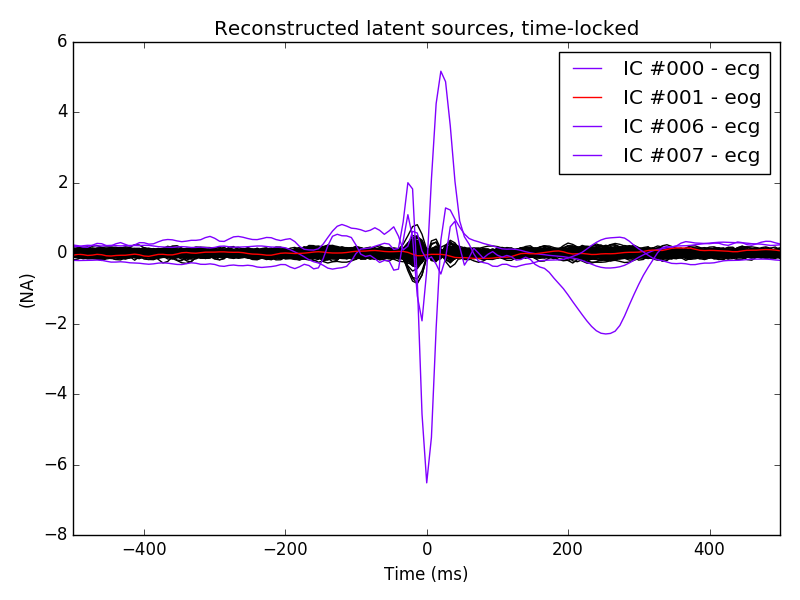 Reconstructed latent sources, time-locked
6
4
2
0
−2
−4
−6
−8
(NA)
IC #000 - ecg
IC #001 - eog
IC #006 - ecg
IC #007 - ecg
−400
−200
0
200
400
Time (ms)